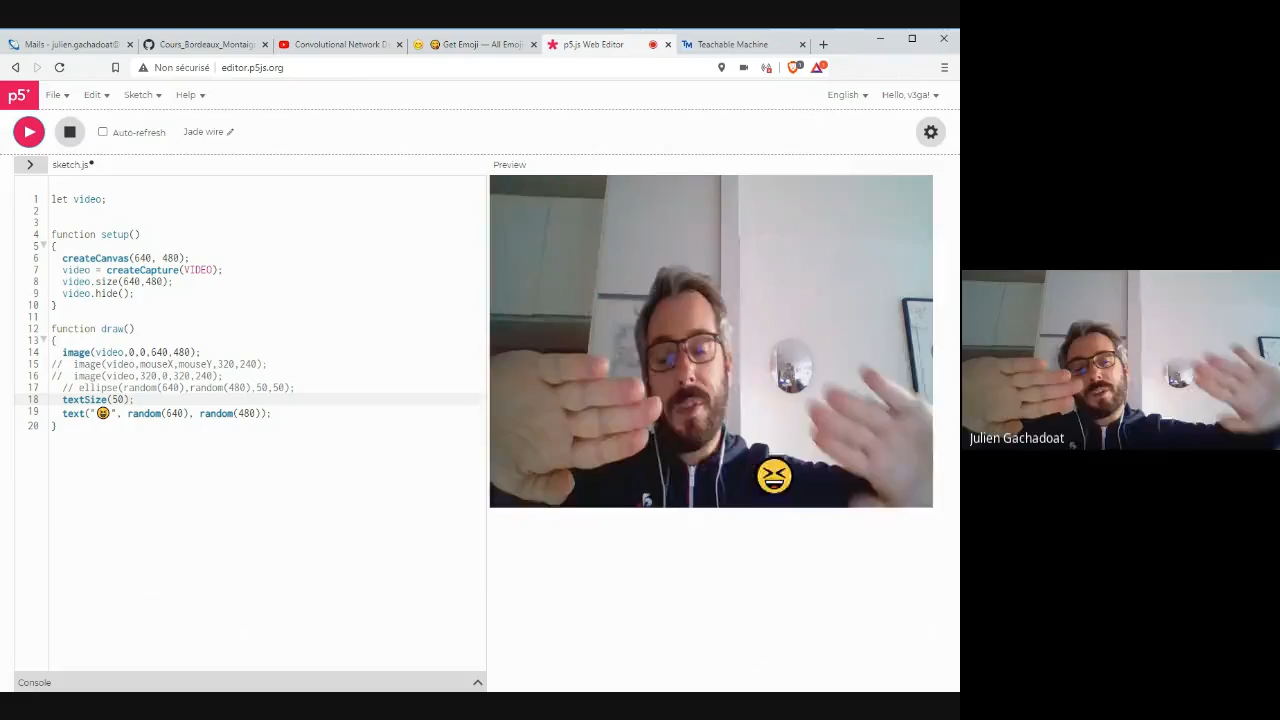 Mails - julien.gachadoat@
Cours_Bordeaux_Montaig
Convolutional Network D
Get Emoji — All Emoji
p5.js Web Editor
Teachable Machine
Non sécurisé
editor.p5js.org
p5*
File
Edit
Sketch
Help
English
Hello, v3ga!
Auto-refresh
Jade wire
sketch.js
Preview
1 let video;
2
3
4 function setup()
5 {
6 createCanvas(640, 480);
7 video = createCapture(VIDEO);
8 video.size(640,480);
9 video.hide();
10 }
11
12 function draw()
13 {
14 image(video,0,0,640,480);
15 // image(video,mouseX,mouseY,320,240);
16 // image(video,320,0,320,240);
17 // ellipse(random(640),random(480),50,50);
18 textSize(50);
19 text("😆", random(640), random(480));
20 }
Julien Gachadoat
Console